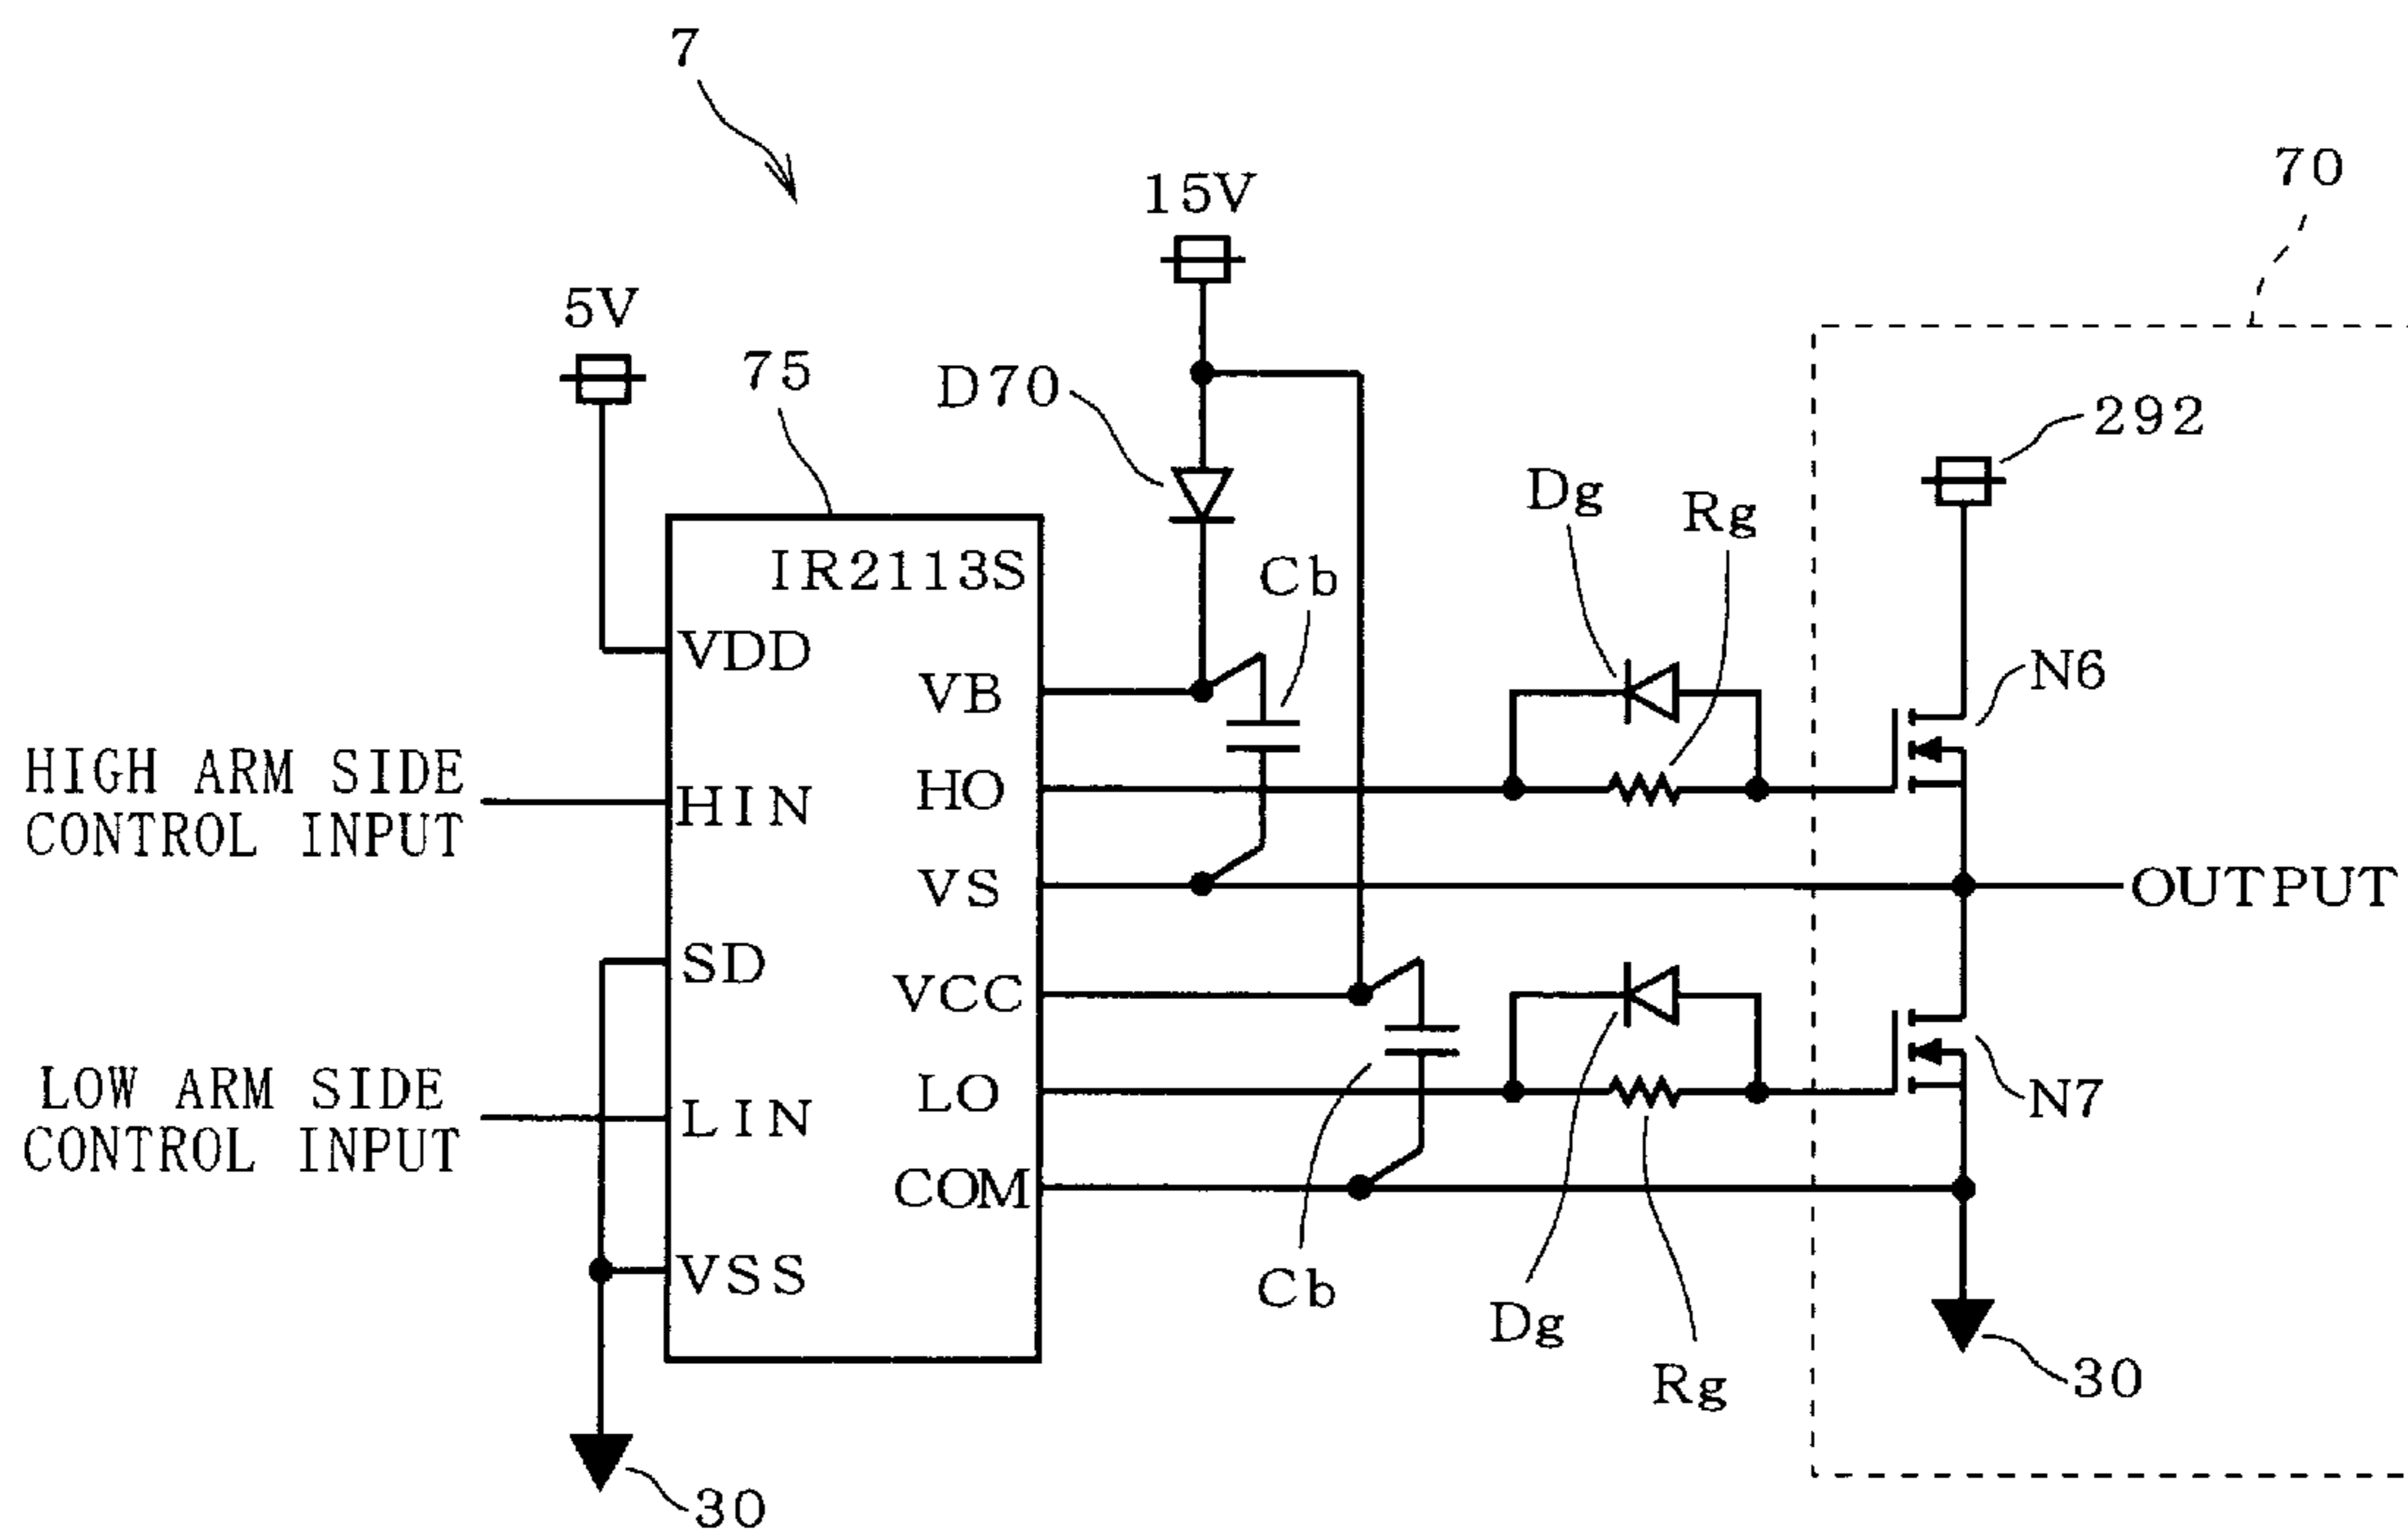 7
70
15V
5V
75
D70
292
Dg
Rg
IR2113S
Cb
VDD
VB
N6
HIGH ARM SIDE
CONTROL INPUT
HIN
HO
VS
OUTPUT
SD
VCC
LOW ARM SIDE
CONTROL INPUT
LIN
LO
N7
COM
VSS
Cb
Dg
Rg
30
30